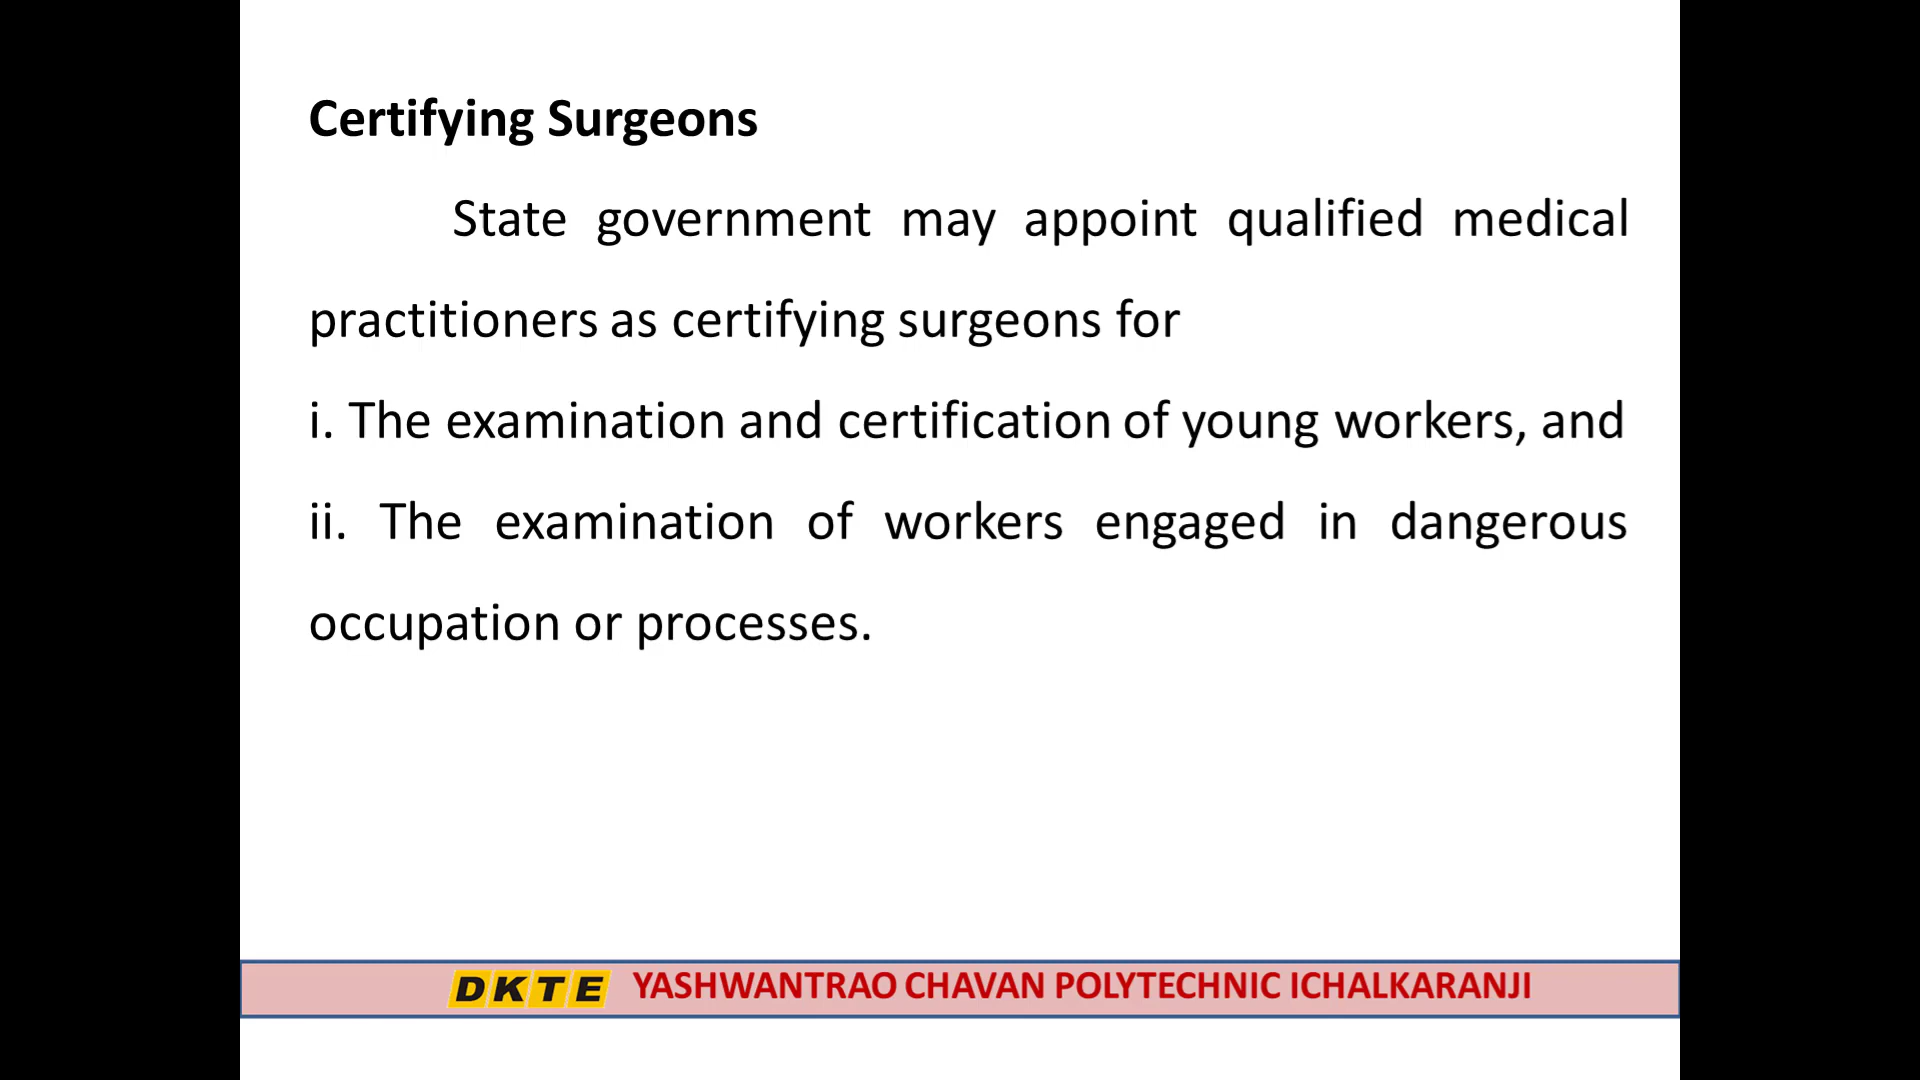 Certifying Surgeons
State government may appoint qualified medical
practitioners as certifying surgeons for
i. The examination and certification of young workers, and
ii. The examination of workers engaged in dangerous
occupation or processes.
DKTE YASHWANTRAO CHAVAN POLYTECHNIC ICHALKARANJI